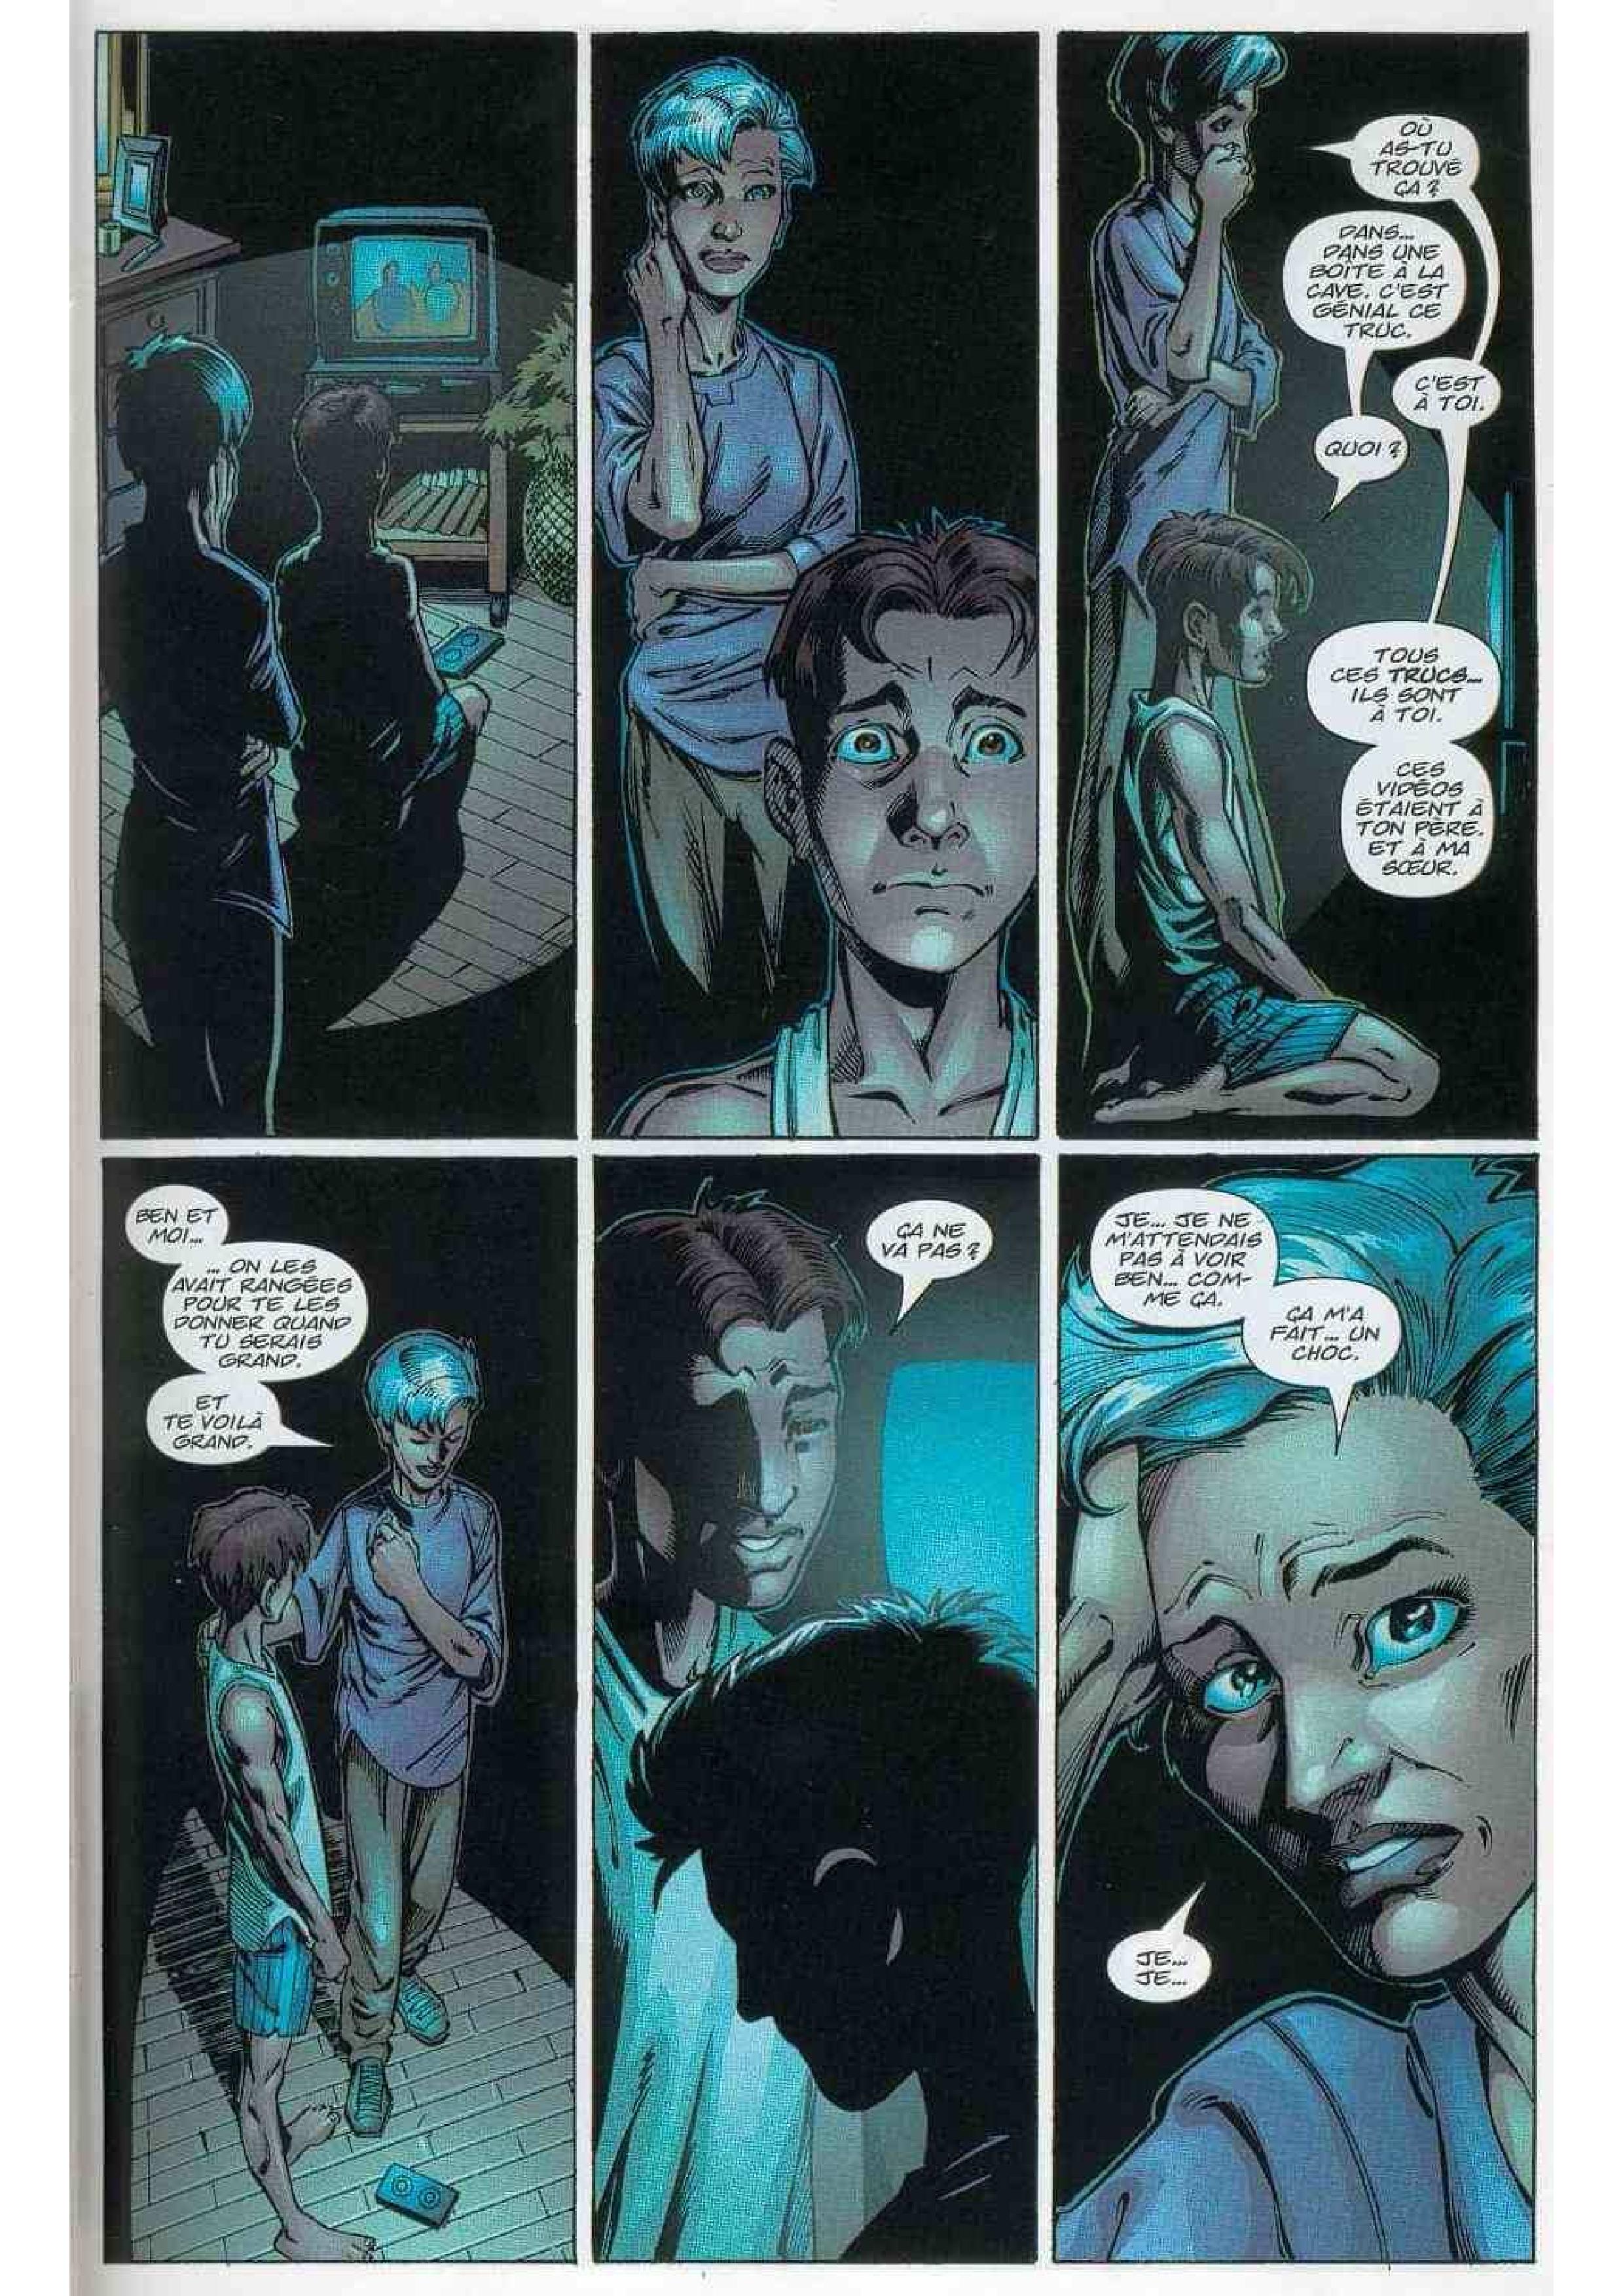 OÙ
AS-TU
TROUVÉ
ÇA ?
DANS...
DANS UNE
BOÎTE À LA
CAVE. C'EST
GÉNIAL CE
TRUC.
C'EST
À TOI.
QUOI ?
TOUS
CES TRUCS...
ILS SONT
À TOI.
CES
VIDÉOS
ÉTAIENT À
TON PÈRE.
ET À MA
SŒUR.
BEN ET
MOI...
... ON LES
AVAIT RANGÉES
POUR TE LES
DONNER QUAND
TU SERAIS
GRAND.
ET
TE VOILÀ
GRAND.
ÇA NE
VA PAS ?
JE... JE NE
M'ATTENDAIS
PAS À VOIR
BEN... COM-
ME ÇA.
ÇA M'A
FAIT... UN
CHOC.
JE...
JE...